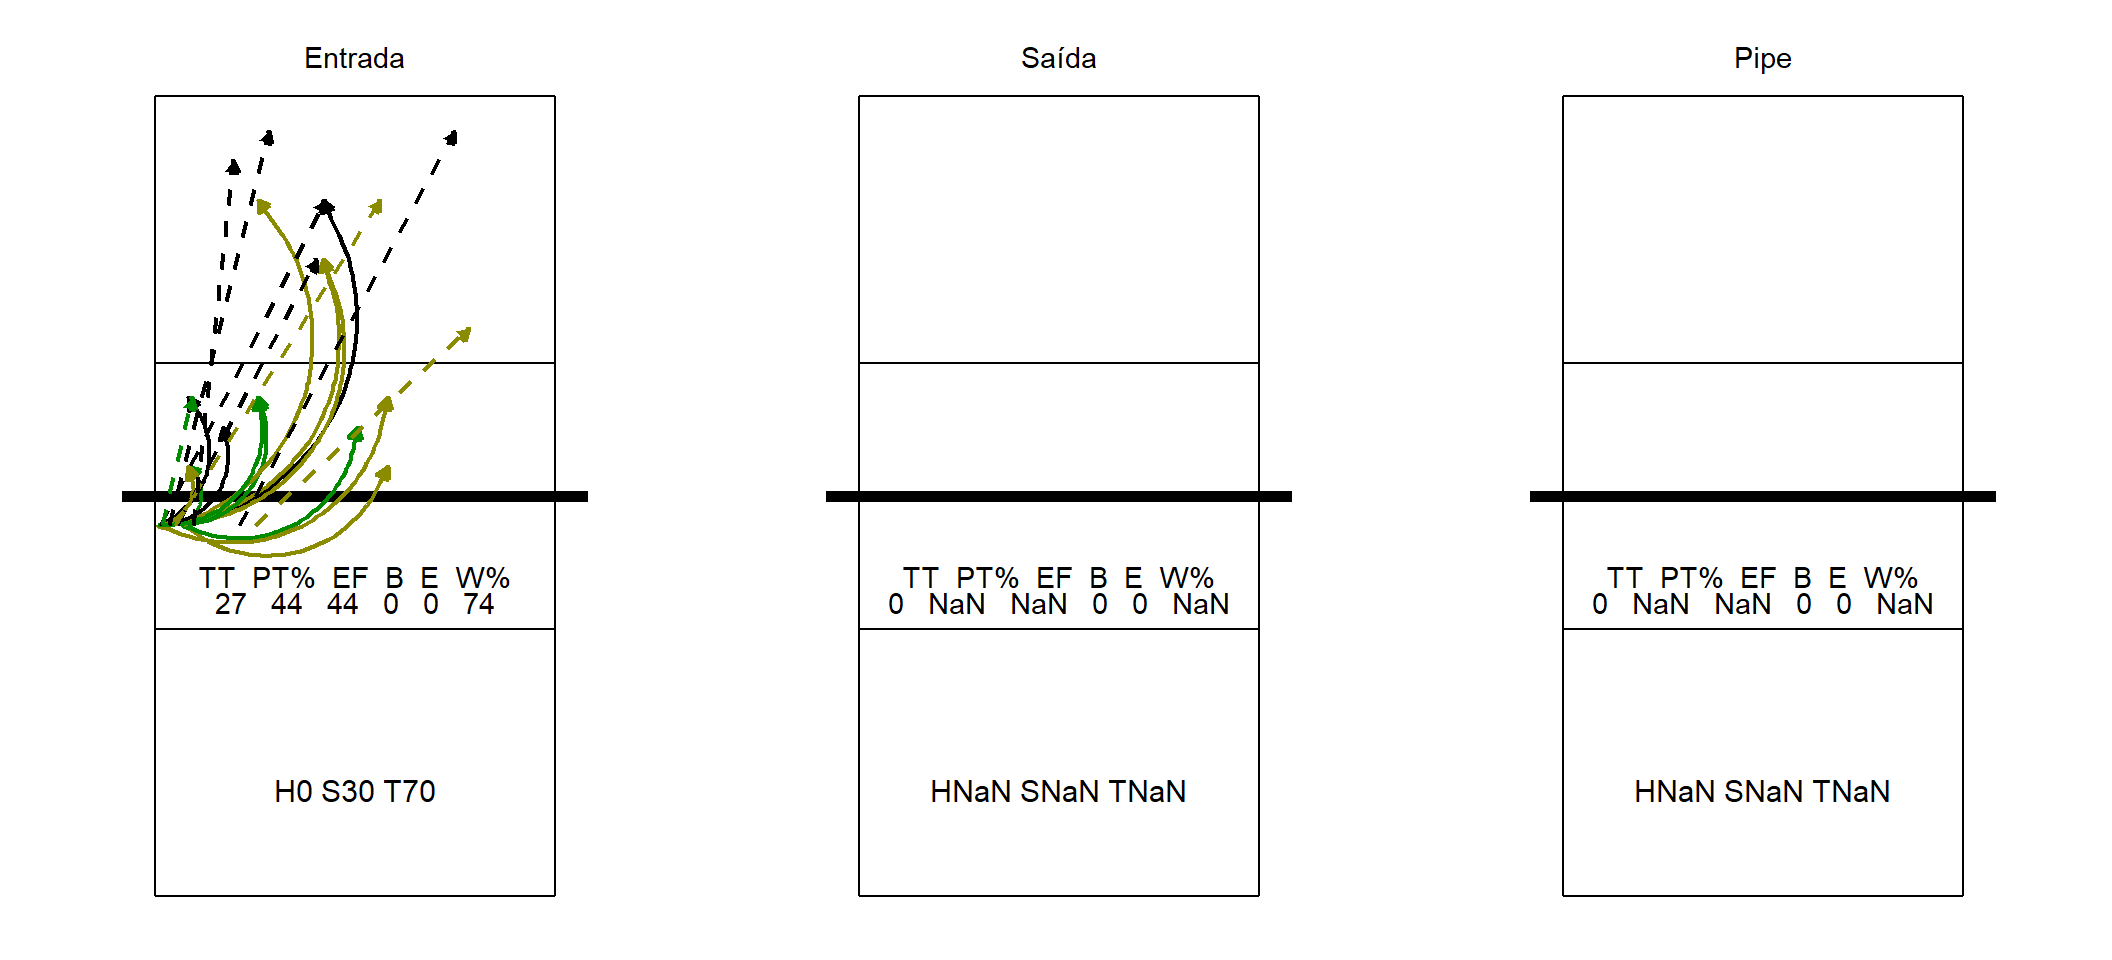 Entrada
TT PT% EF B E W%
27 44 44 0 0 74
H0 S30 T70
Saída
TT PT% EF B E W%
0 NaN NaN 0 0 NaN
HNaN SNaN TNaN
Pipe
TT PT% EF B E W%
0 NaN NaN 0 0 NaN
HNaN SNaN TNaN